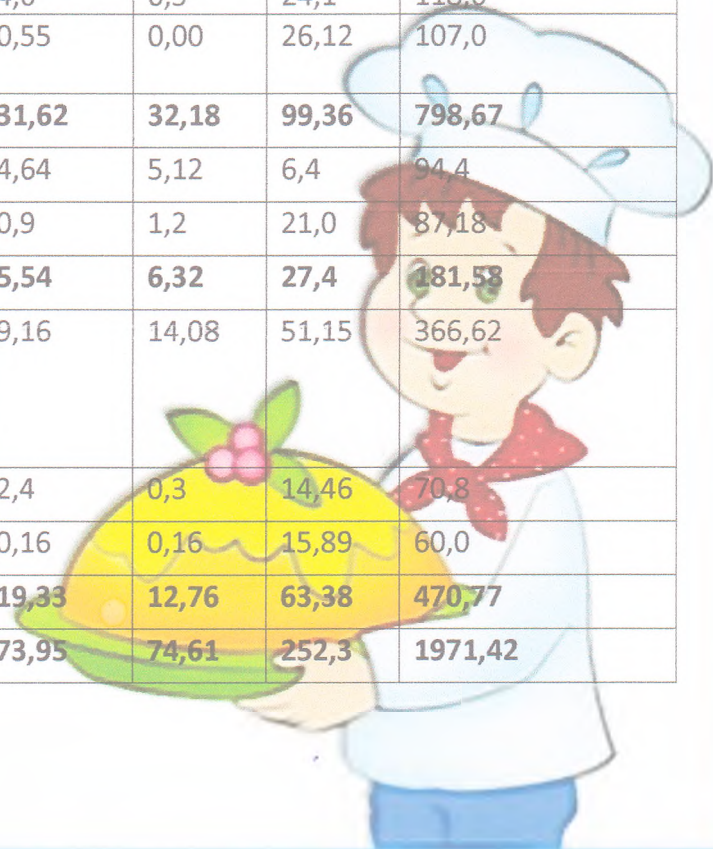 0,55 0,00 26,12 107,0
31,62 32,18 99,36 798,67
4,64 5,12 6,4 94,4
0,9 1,2 21,0 87,18
5,54 6,32 27,4 181,58
9,16 14,08 51,15 366,62
2,4 0,3 14,46 70,8
0,16 0,16 15,89 60,0
19,33 12,76 63,38 470,77
73,95 74,61 252,3 1971,42